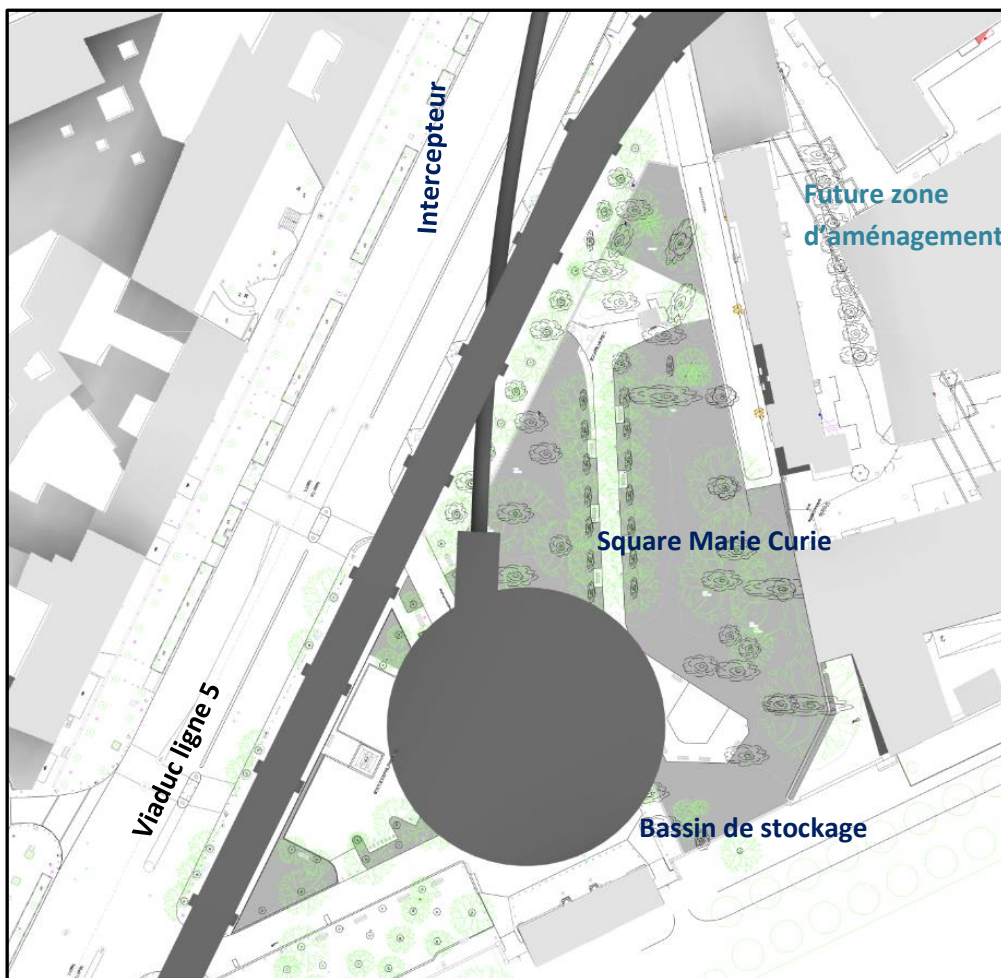 Intercepteur
Future zone
d'aménagement
Square Marie Curie
Viaduc ligne 5
Bassin de stockage